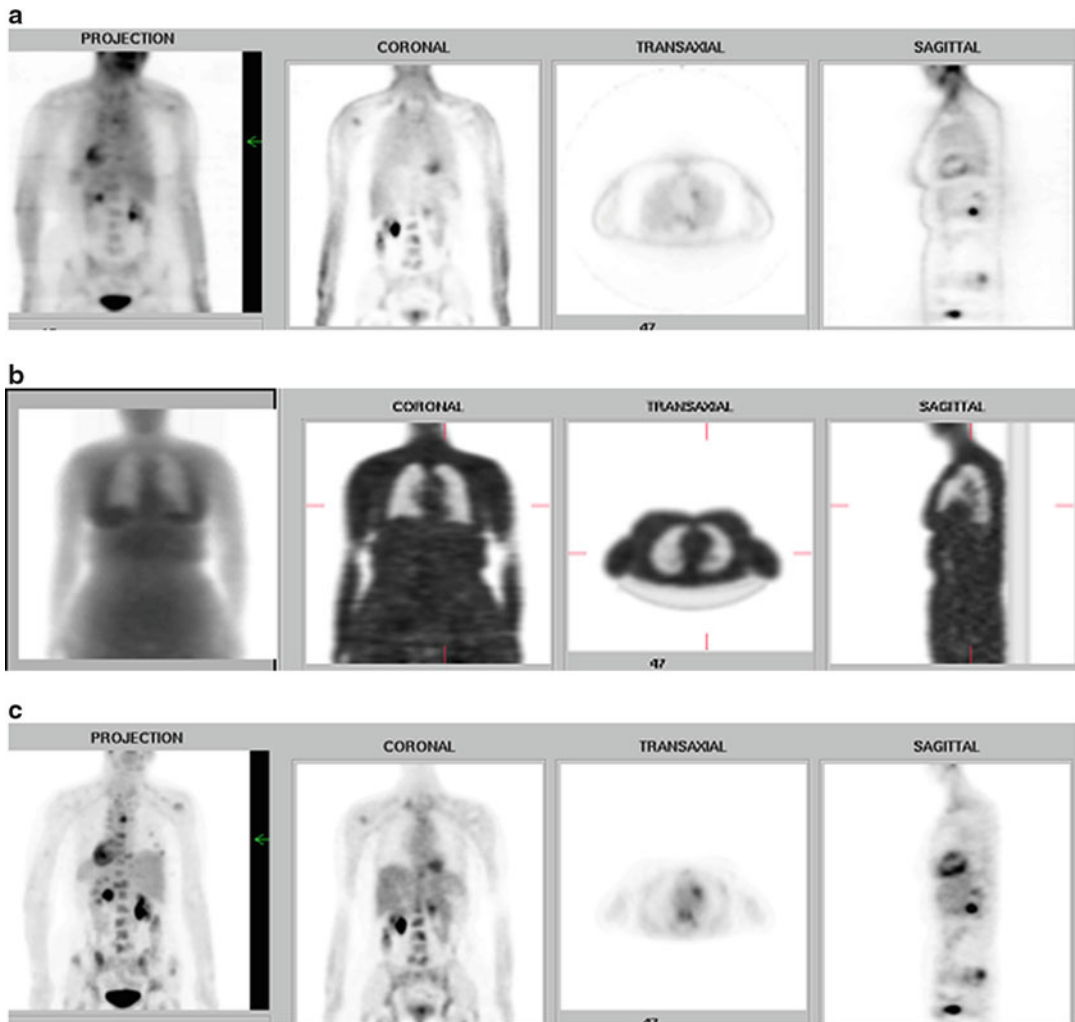 a
PROJECTION
CORONAL
TRANSAXIAL
SAGITTAL
47
b
CORONAL
TRANSAXIAL
SAGITTAL
47
c
PROJECTION
CORONAL
TRANSAXIAL
SAGITTAL